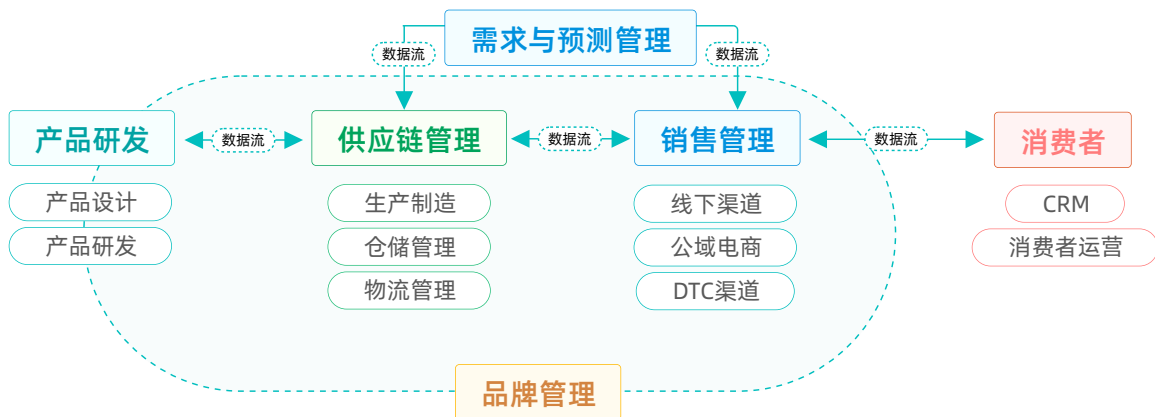 需求与预测管理
数据流
数据流
产品研发
数据流
供应链管理
数据流
销售管理
数据流
消费者
产品设计
产品研发
生产制造
仓储管理
物流管理
线下渠道
公域电商
DTC渠道
CRM
消费者运营
品牌管理